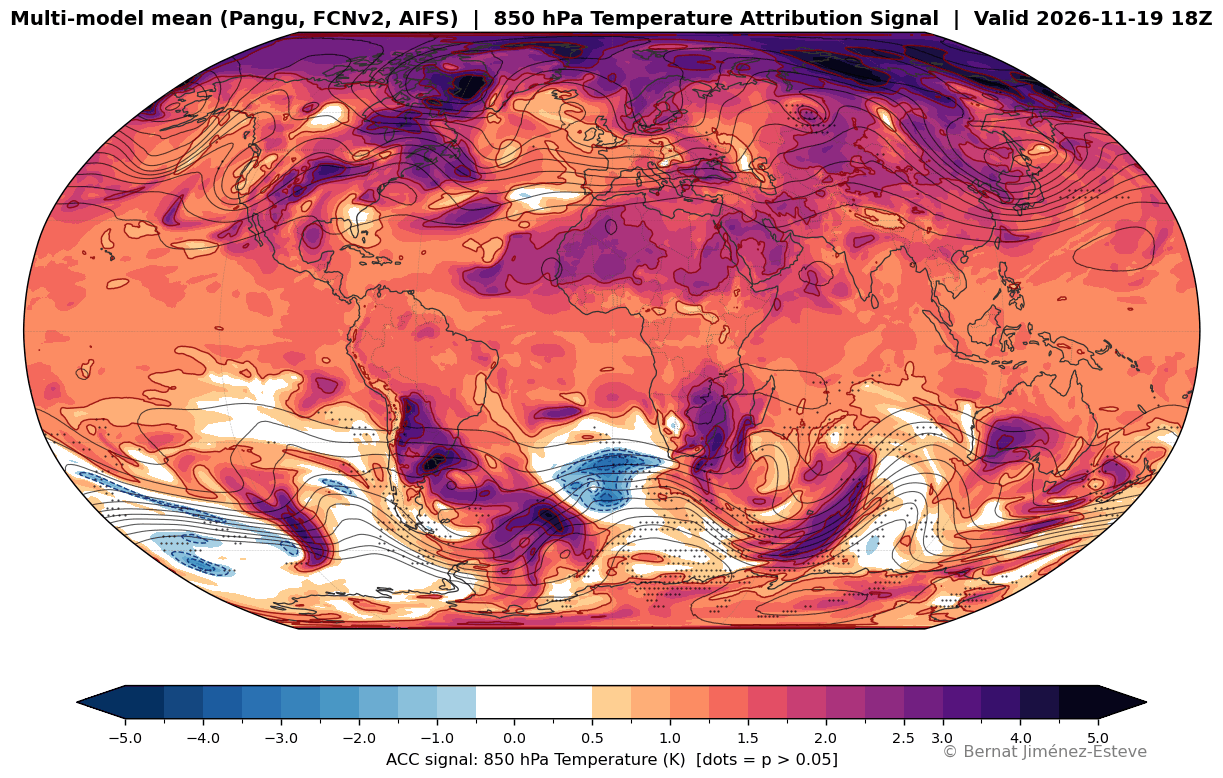 Multi-model mean (Pangu, FCNv2, AIFS)  |  850 hPa Temperature Attribution Signal  |  Valid 2026-11-19 18Z
−5.0 −4.0 −3.0 −2.0 −1.0 0.0 0.5 1.0 1.5 2.0 2.5 3.0 4.0 5.0
© Bernat Jiménez-Esteve
ACC signal: 850 hPa Temperature (K)  [dots = p > 0.05]